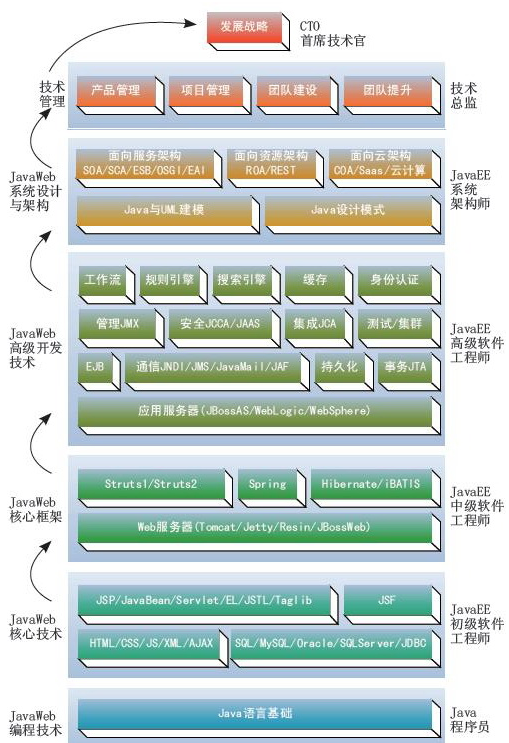 发展战略
CTO
首席技术官
技术
管理
产品管理
项目管理
团队建设
团队提升
技术
总监
JavaWeb
系统设计
与架构
面向服务架构
SOA/SCA/ESB/OSGI/EAI
面向资源架构
ROA/REST
面向云架构
COA/Saas/云计算
Java与UML建模
Java设计模式
JavaEE
系统
架构师
JavaWeb
高级开发
技术
工作流
规则引擎
搜索引擎
缓存
身份认证
管理JMX
安全JCCA/JAAS
集成JCA
测试/集群
EJB
通信JNDI/JMS/JavaMail/JAF
持久化
事务JTA
应用服务器(JBossAS/WebLogic/WebSphere)
JavaEE
高级软件
工程师
JavaWeb
核心框架
Struts1/Struts2
Spring
Hibernate/iBATIS
Web服务器(Tomcat/Jetty/Resin/JBossWeb)
JavaEE
中级软件
工程师
JavaWeb
核心技术
JSP/JavaBean/Servlet/EL/JSTL/Taglib
JSF
HTML/CSS/JS/XML/AJAX
SQL/MySQL/Oracle/SQLServer/JDBC
JavaEE
初级软件
工程师
JavaWeb
编程技术
Java语言基础
Java
程序员